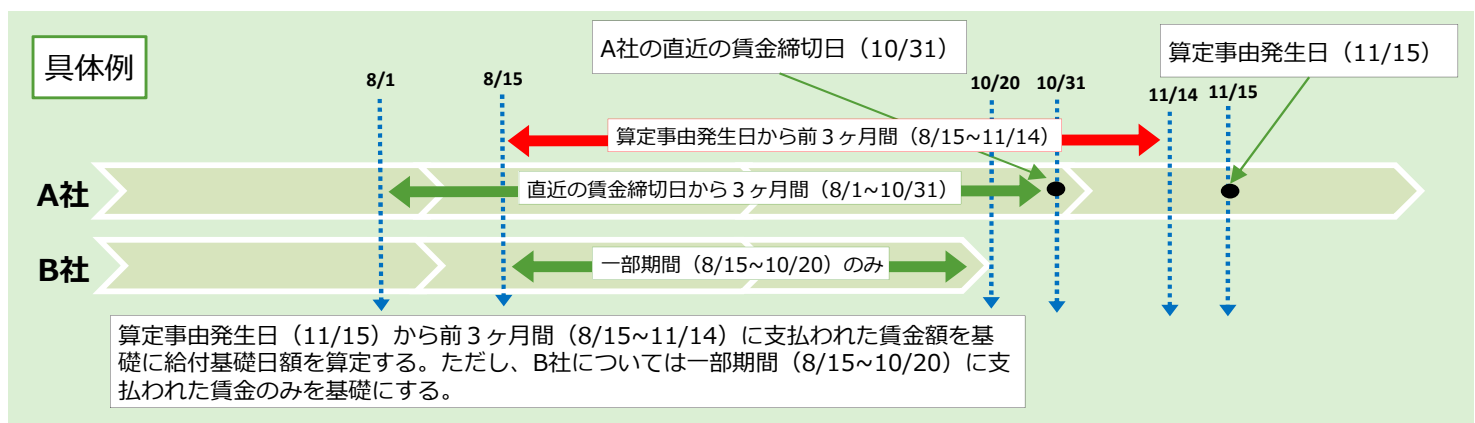 具体例
A社の直近の賃金締切日（10/31）
算定事由発生日（11/15）
8/1
8/15
10/20
10/31
11/14
11/15
算定事由発生日から前３ヶ月間（8/15~11/14）
A社
直近の賃金締切日から３ヶ月間（8/1~10/31）
B社
一部期間（8/15~10/20）のみ
算定事由発生日（11/15）から前３ヶ月間（8/15~11/14）に支払われた賃金額を基
礎に給付基礎日額を算定する。ただし、B社については一部期間（8/15~10/20）に支
払われた賃金のみを基礎にする。